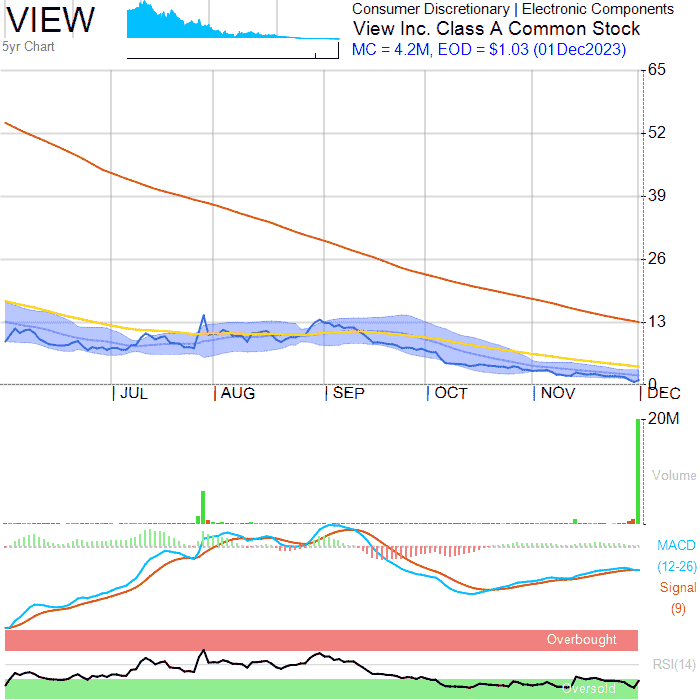 VIEW
5yr Chart
Consumer Discretionary | Electronic Components
View Inc. Class A Common Stock
MC = 4.2M, EOD = $1.03 (01Dec2023)
65
52
39
26
13
0
JUL
AUG
SEP
OCT
NOV
DEC
20M
Volume
MACD
(12-26)
Signal
(9)
Overbought
RSI(14)
Oversold